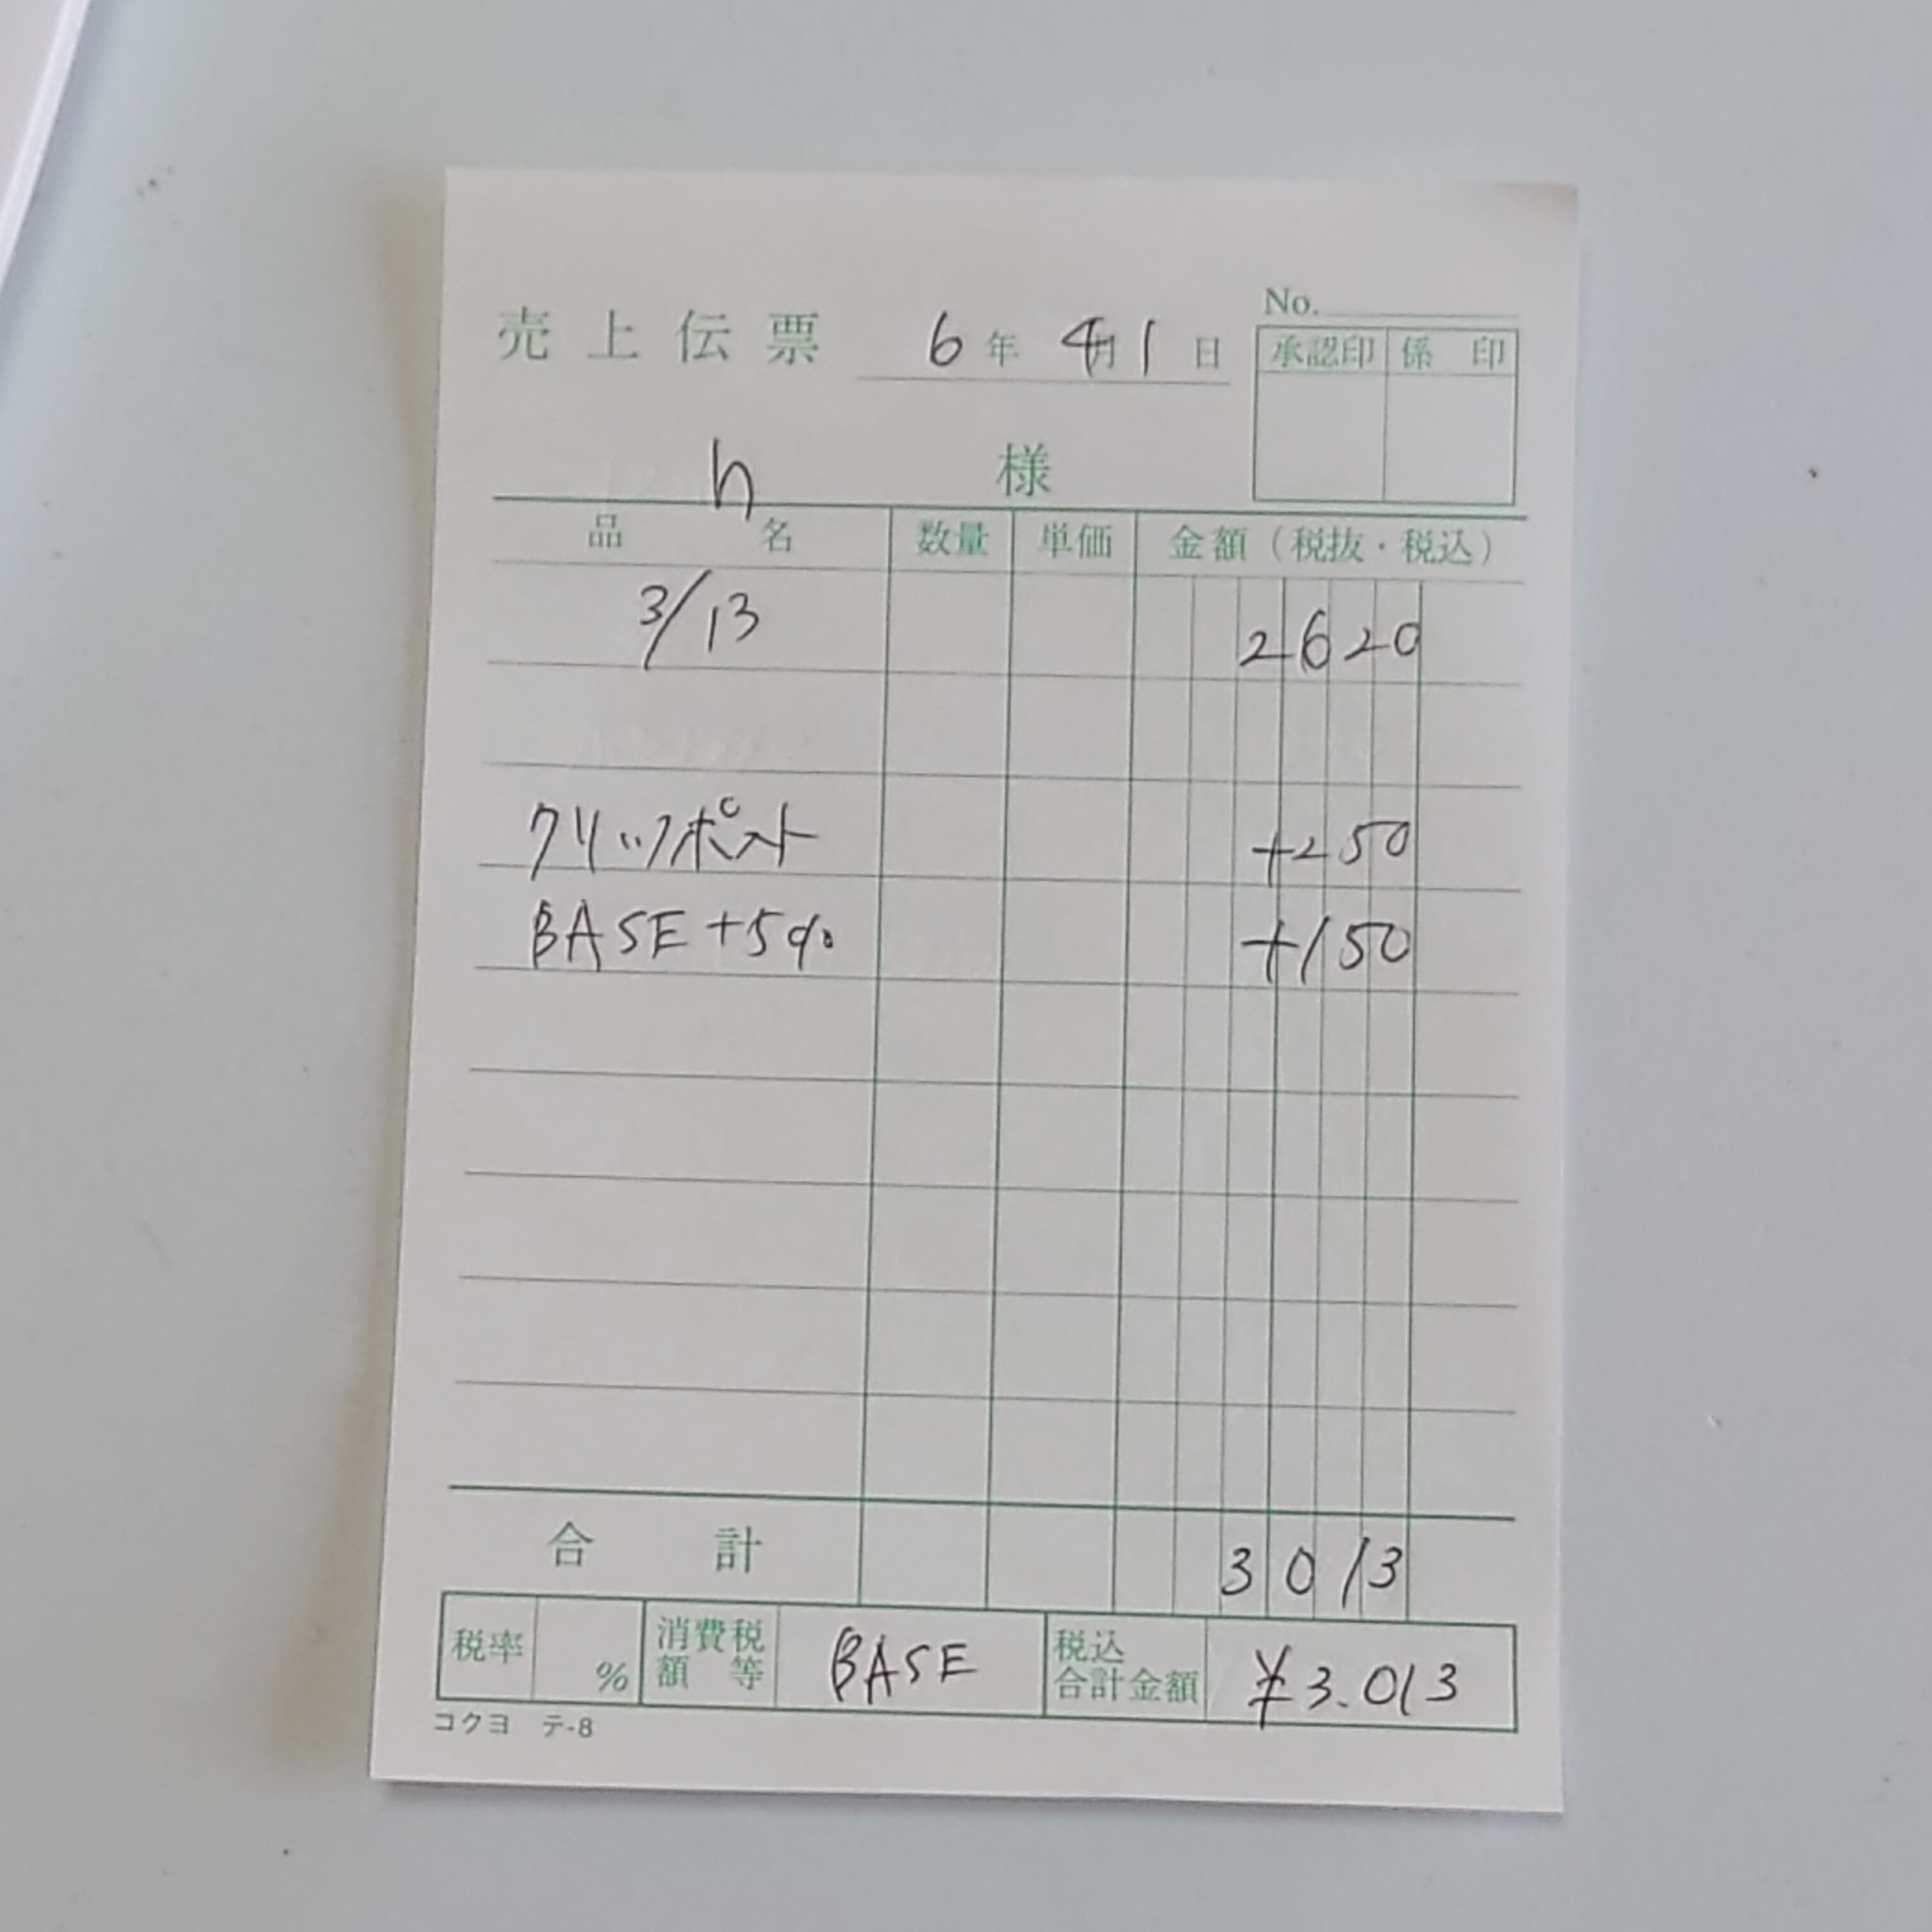 No.
売上伝票 6年4月1日
承認印 係印
h 様
品名 数量 単価 金額（税抜・税込）
3/13 2620
クリックポスト +250
BASE+5% +150
合計 3013
税率 % 消費税額等 BASE 税込合計金額 ¥3.013
コクヨ テ-8